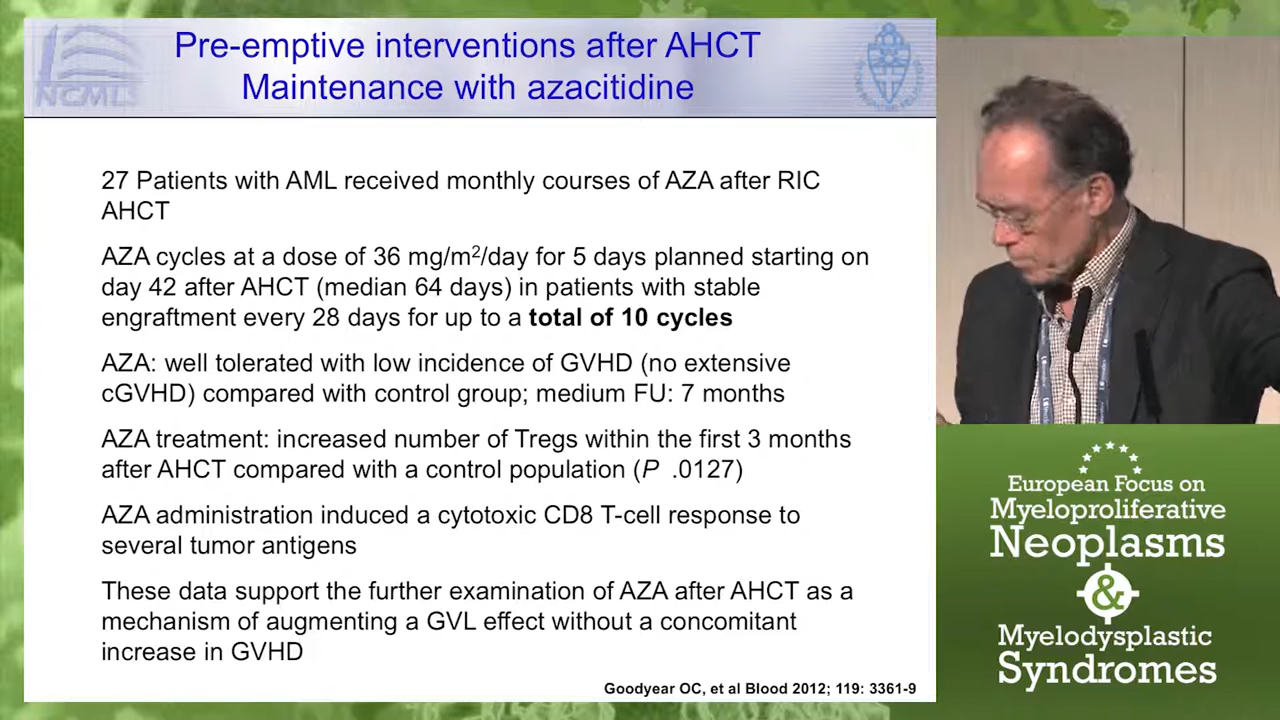 NCMLS
Pre-emptive interventions after AHCT
Maintenance with azacitidine
27 Patients with AML received monthly courses of AZA after RIC
AHCT
AZA cycles at a dose of 36 mg/m²/day for 5 days planned starting on
day 42 after AHCT (median 64 days) in patients with stable
engraftment every 28 days for up to a total of 10 cycles
AZA: well tolerated with low incidence of GVHD (no extensive
cGVHD) compared with control group; medium FU: 7 months
AZA treatment: increased number of Tregs within the first 3 months
after AHCT compared with a control population (P .0127)
AZA administration induced a cytotoxic CD8 T-cell response to
several tumor antigens
These data support the further examination of AZA after AHCT as a
mechanism of augmenting a GVL effect without a concomitant
increase in GVHD
Goodyear OC, et al Blood 2012; 119: 3361-9
European Focus on
Myeloproliferative
Neoplasms
&
Myelodysplastic
Syndromes